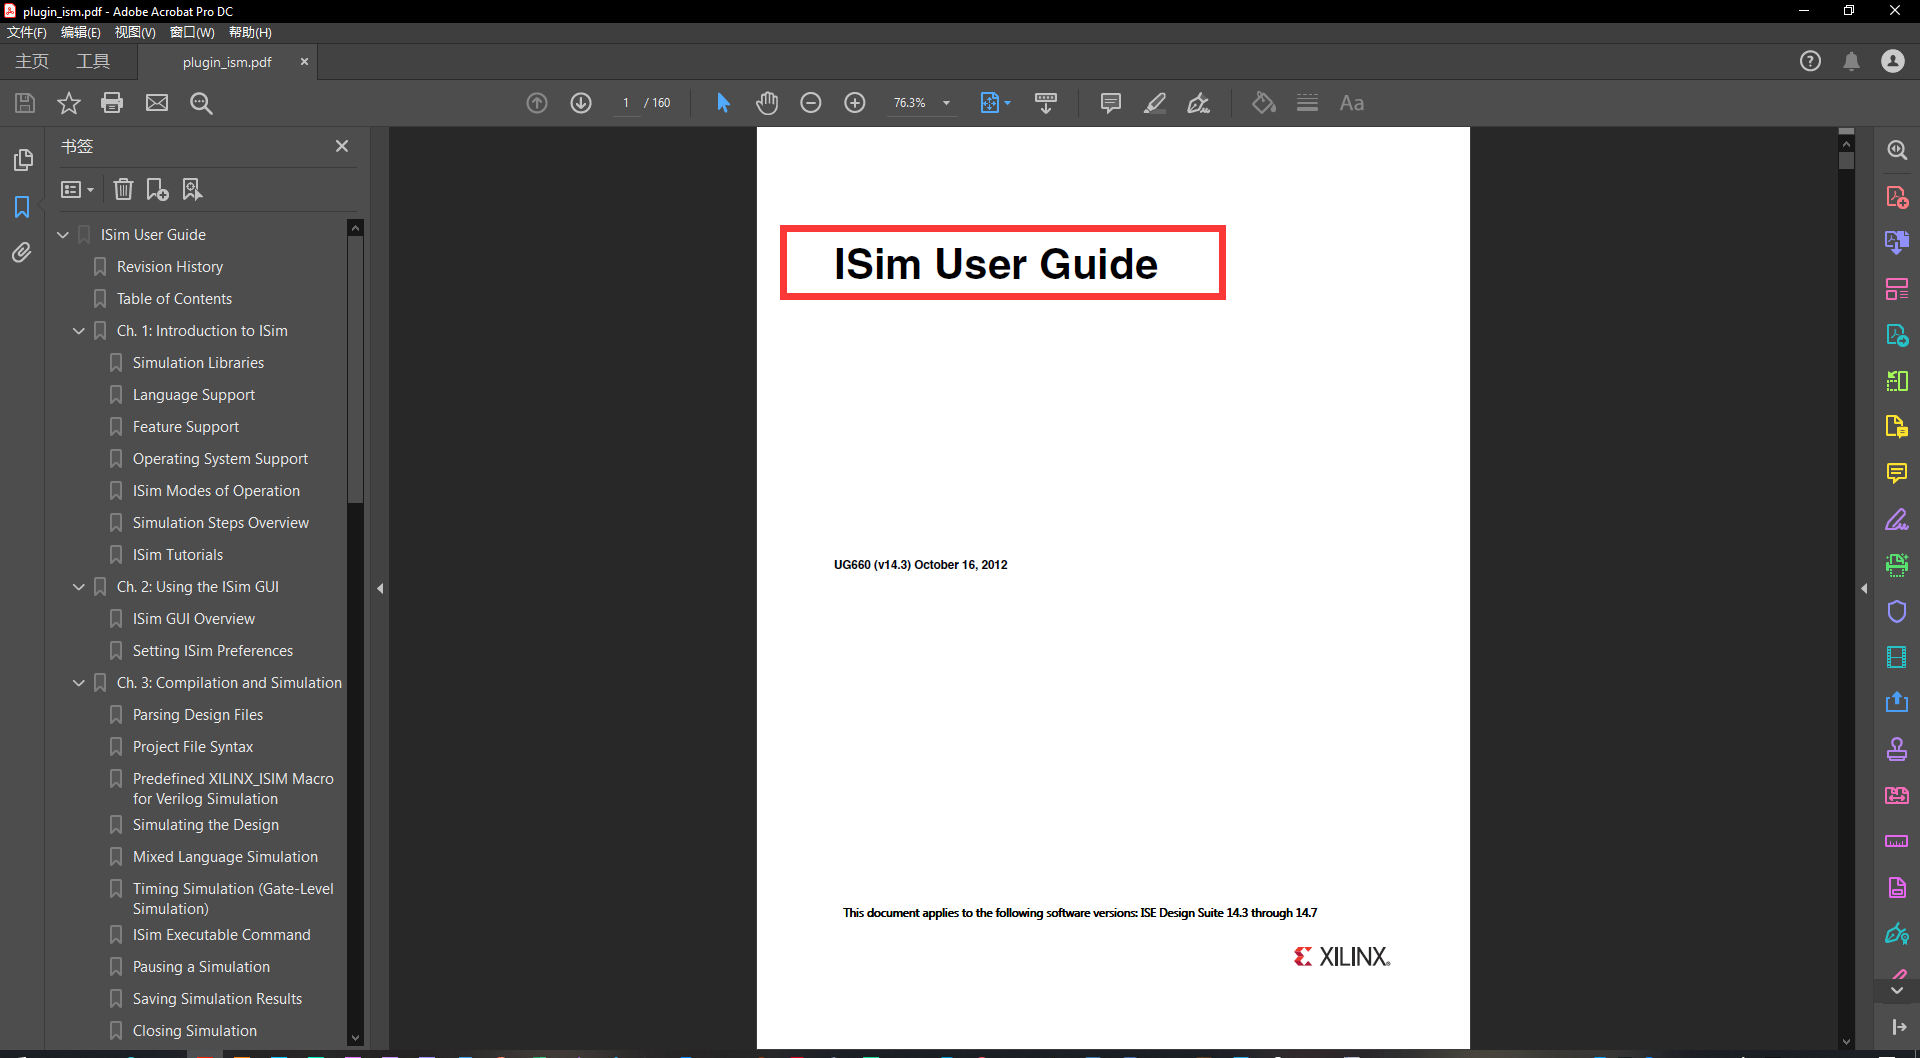 plugin_ism.pdf - Adobe Acrobat Pro DC
文件(F) 编辑(E) 视图(V) 窗口(W) 帮助(H)
主页 工具 plugin_ism.pdf
1 / 160 76.3% Aa
书签
ISim User Guide
Revision History
Table of Contents
Ch. 1: Introduction to ISim
Simulation Libraries
Language Support
Feature Support
Operating System Support
ISim Modes of Operation
Simulation Steps Overview
ISim Tutorials
Ch. 2: Using the ISim GUI
ISim GUI Overview
Setting ISim Preferences
Ch. 3: Compilation and Simulation
Parsing Design Files
Project File Syntax
Predefined XILINX_ISIM Macro
for Verilog Simulation
Simulating the Design
Mixed Language Simulation
Timing Simulation (Gate-Level
Simulation)
ISim Executable Command
Pausing a Simulation
Saving Simulation Results
Closing Simulation
ISim User Guide
UG660 (v14.3) October 16, 2012
This document applies to the following software versions: ISE Design Suite 14.3 through 14.7
XILINX®